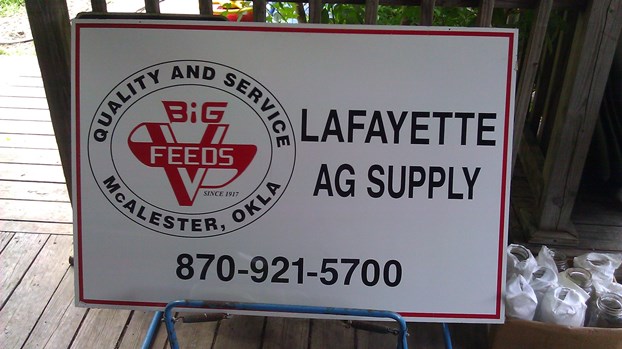 QUALITY AND SERVICE
BiG
V
FEEDS
SINCE 1917
McALESTER, OKLA
LAFAYETTE
AG SUPPLY
870-921-5700